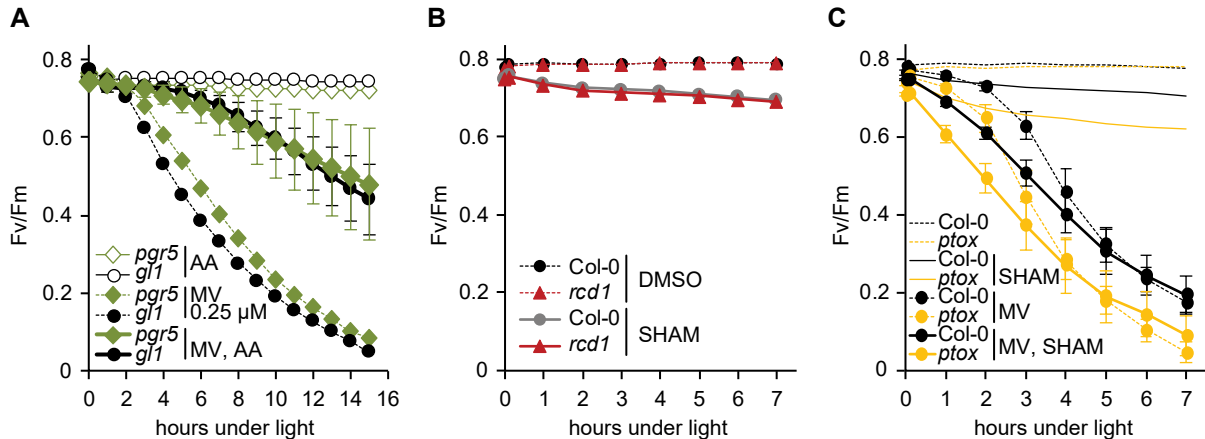 A
B
C
Fv/Fm
0.8
0.6
0.4
0.2
0
pgr5
gl1
AA
pgr5
gl1
MV
0.25 µM
pgr5
gl1
MV, AA
0 2 4 6 8 10 12 14 16
hours under light
Fv/Fm
0.8
0.6
0.4
0.2
0
Col-0
rcd1
DMSO
Col-0
rcd1
SHAM
0 1 2 3 4 5 6 7
hours under light
Fv/Fm
0.8
0.6
0.4
0.2
0
Col-0
ptox
Col-0
ptox
SHAM
Col-0
ptox
MV
Col-0
ptox
MV, SHAM
0 1 2 3 4 5 6 7
hours under light